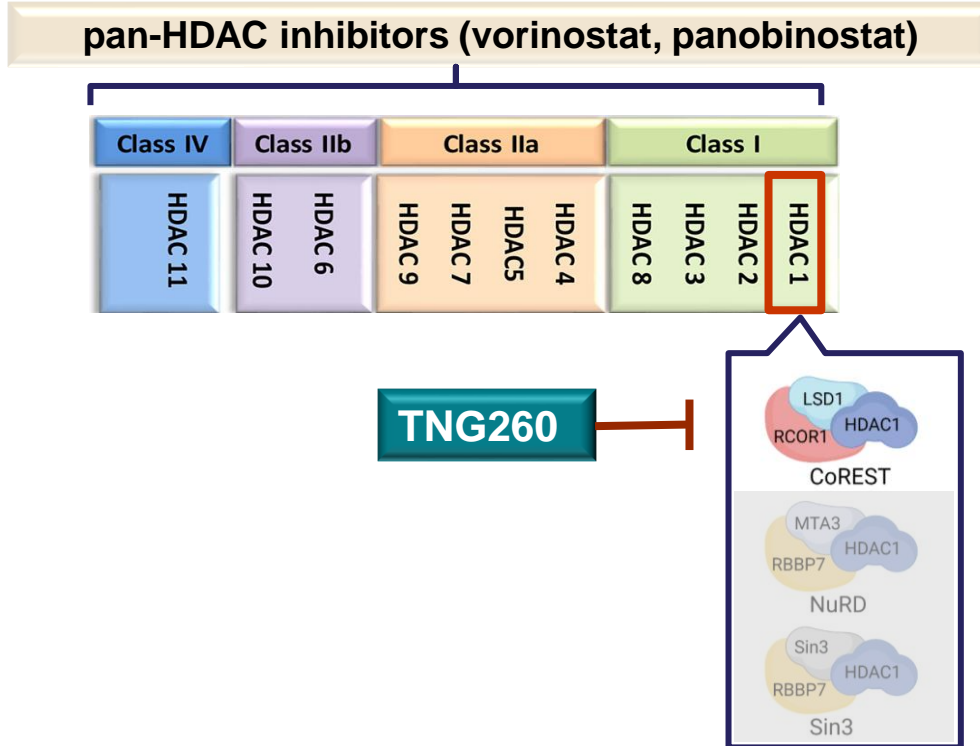 pan-HDAC inhibitors (vorinostat, panobinostat)
Class IV
Class IIb
Class IIa
Class I
HDAC 11
HDAC 10
HDAC 6
HDAC 9
HDAC 7
HDAC5
HDAC 4
HDAC 8
HDAC 3
HDAC 2
HDAC 1
TNG260
LSD1
HDAC1
RCOR1
CoREST
MTA3
HDAC1
RBBP7
NuRD
Sin3
HDAC1
RBBP7
Sin3